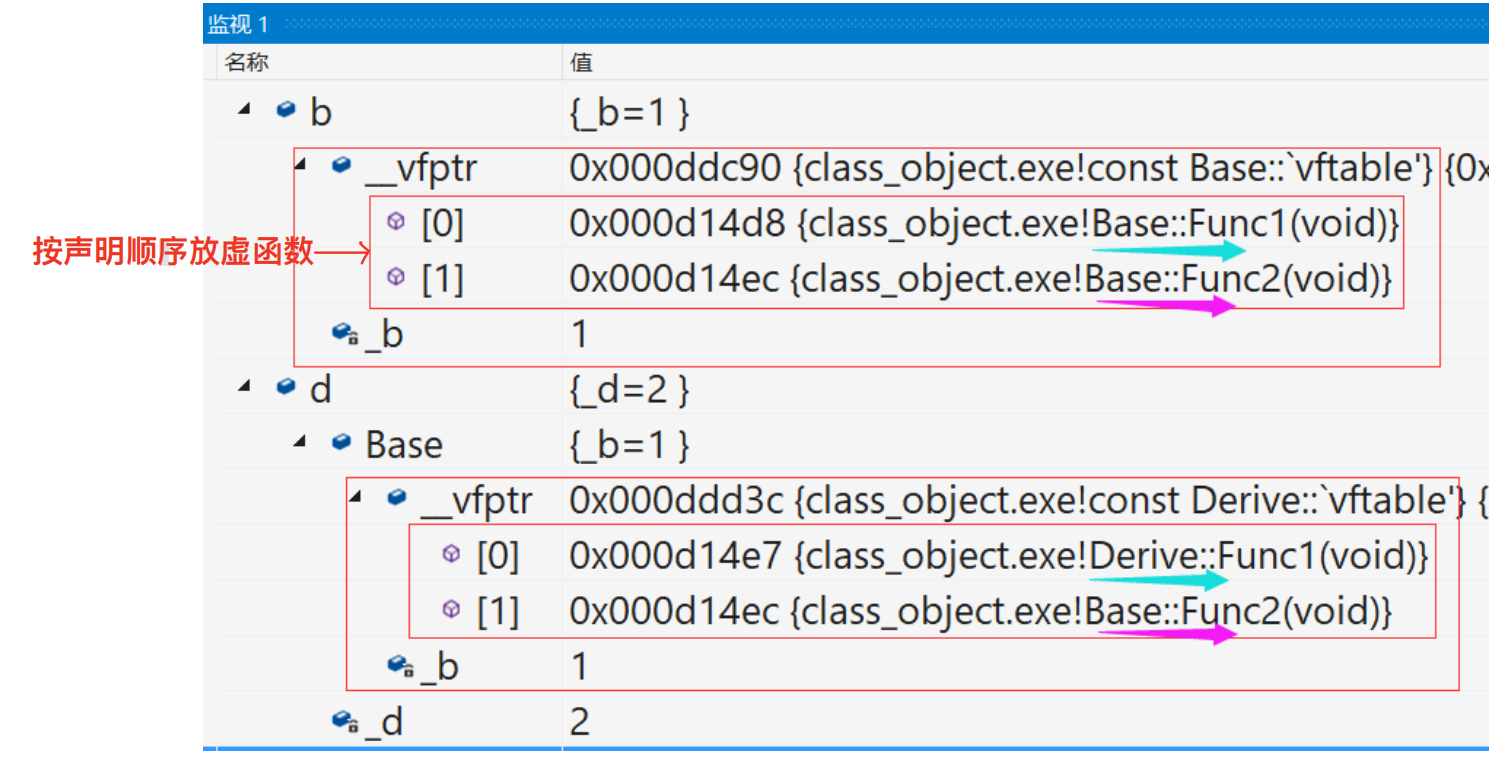 监视 1
名称 值
b {_b=1 }
__vfptr 0x000ddc90 {class_object.exe!const Base::`vftable'} {0x
按声明顺序放虚函数
[0] 0x000d14d8 {class_object.exe!Base::Func1(void)}
[1] 0x000d14ec {class_object.exe!Base::Func2(void)}
_b 1
d {_d=2 }
Base {_b=1 }
__vfptr 0x000ddd3c {class_object.exe!const Derive::`vftable'} {
[0] 0x000d14e7 {class_object.exe!Derive::Func1(void)}
[1] 0x000d14ec {class_object.exe!Base::Func2(void)}
_b 1
_d 2